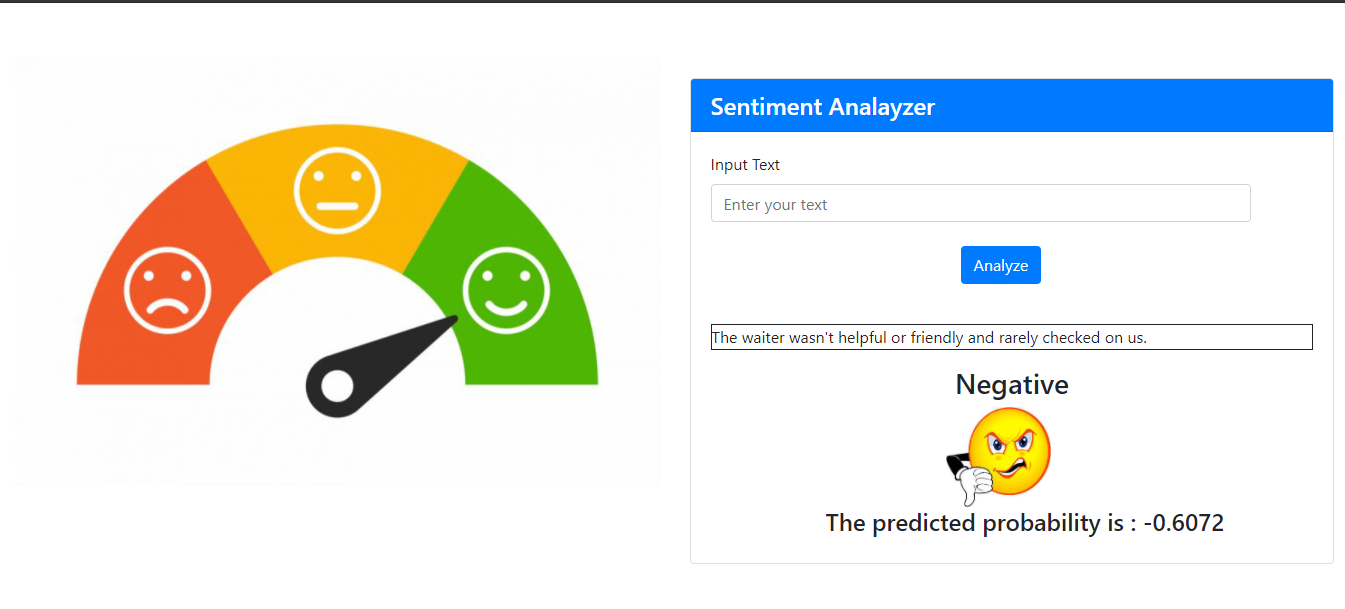 Sentiment Analayzer
Input Text
Enter your text
Analyze
The waiter wasn't helpful or friendly and rarely checked on us.
Negative
The predicted probability is : -0.6072